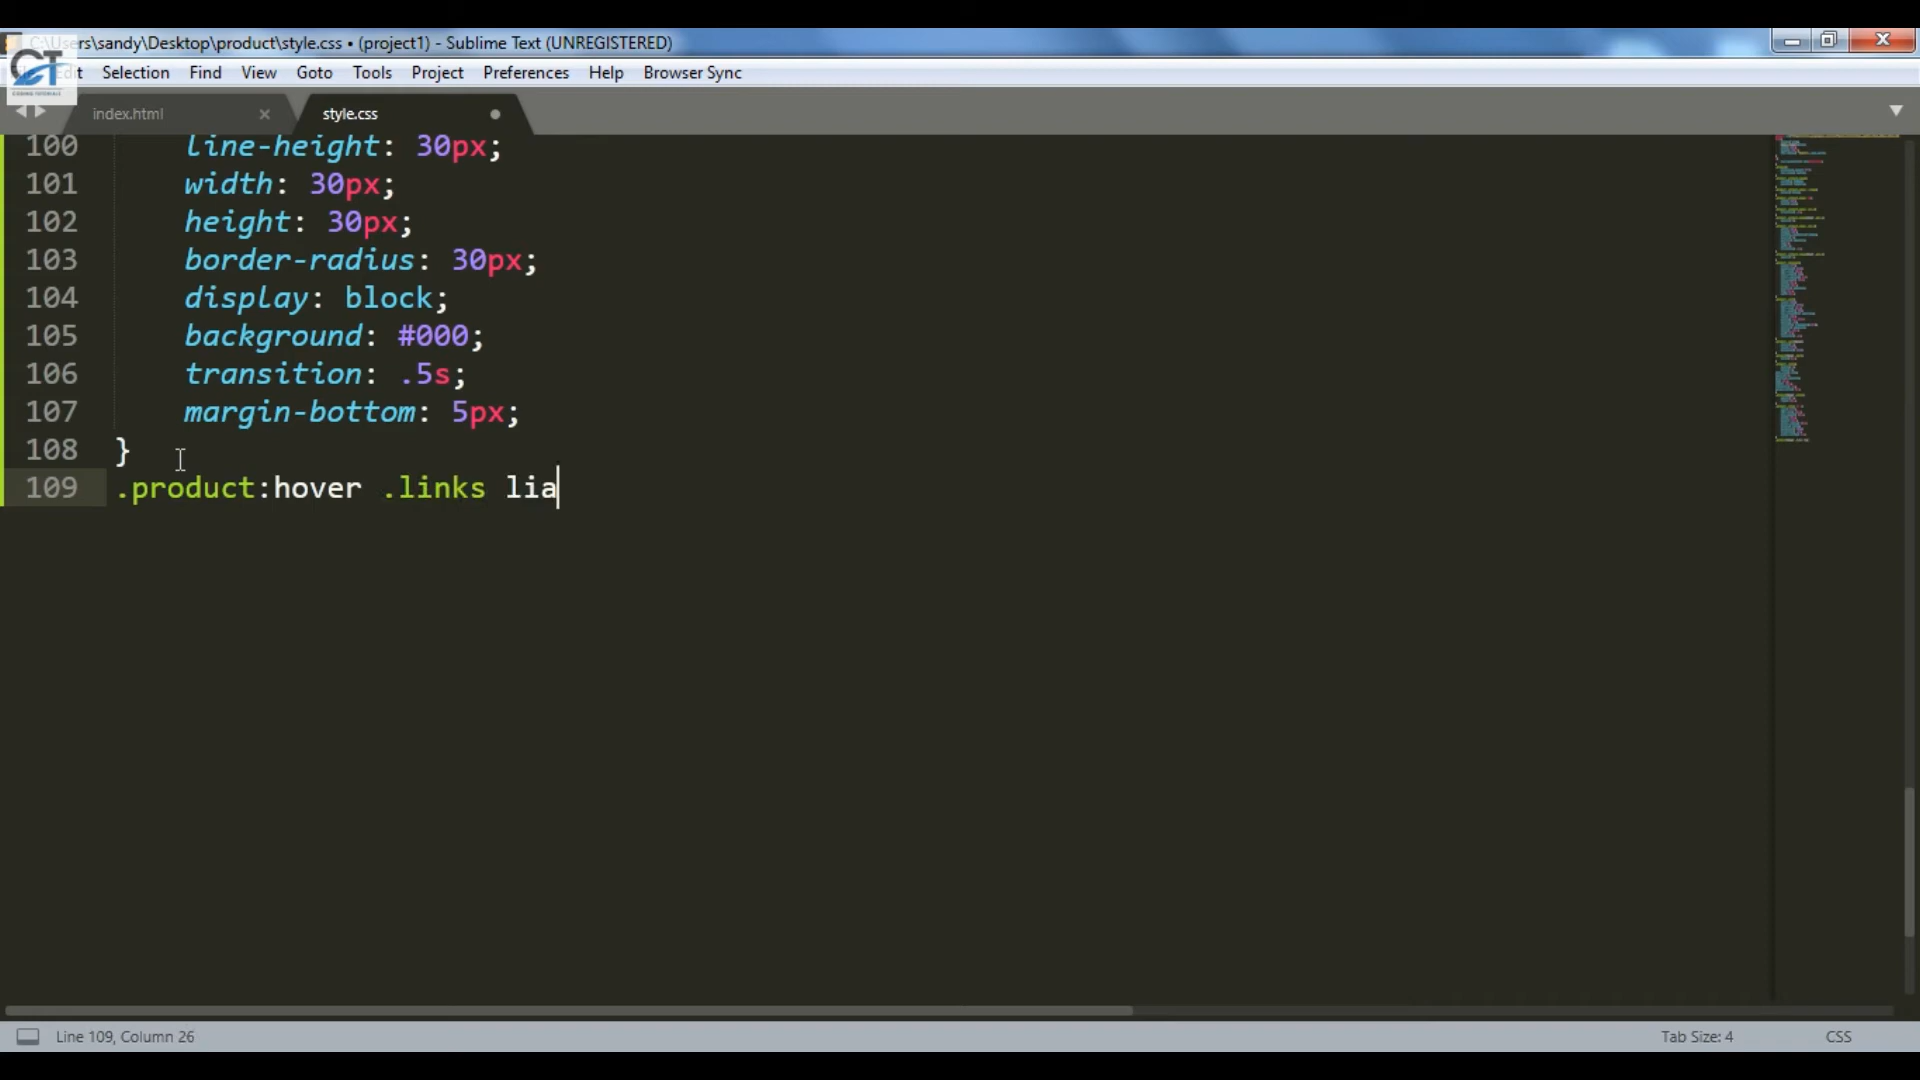 C:\Users\sandy\Desktop\product\style.css • (project1) - Sublime Text (UNREGISTERED)
Edit Selection Find View Goto Tools Project Preferences Help Browser Sync
index.html × style.css
100 line-height: 30px;
101 width: 30px;
102 height: 30px;
103 border-radius: 30px;
104 display: block;
105 background: #000;
106 transition: .5s;
107 margin-bottom: 5px;
108 }
109 .product:hover .links lia
Line 109, Column 26 Tab Size: 4 CSS